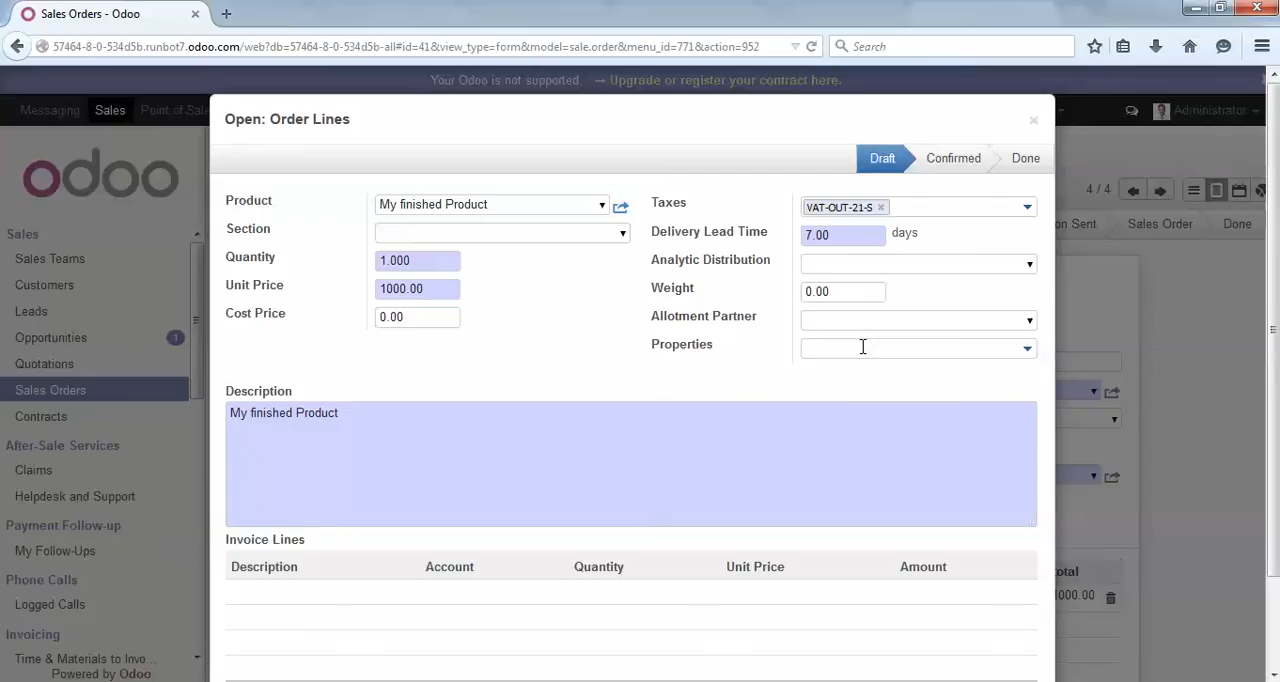 Sales Orders - Odoo
57464-8-0-534d5b.runbot7.odoo.com/web?db=57464-8-0-534d5b-all#id=41&view_type=form&model=sale.order&menu_id=771&action=952
Search
Your Odoo is not supported. → Upgrade or register your contract here.
Messaging Sales Point of Sale Administrator
odoo
Open: Order Lines
Draft Confirmed Done
4 / 4
on Sent Sales Order Done
Sales
Sales Teams
Customers
Leads
Opportunities 1
Quotations
Sales Orders
Contracts
After-Sale Services
Claims
Helpdesk and Support
Payment Follow-up
My Follow-Ups
Phone Calls
Logged Calls
Invoicing
Time & Materials to Invo...
Powered by Odoo
Product My finished Product
Section
Quantity 1.000
Unit Price 1000.00
Cost Price 0.00
Taxes VAT-OUT-21-S
Delivery Lead Time 7.00 days
Analytic Distribution
Weight 0.00
Allotment Partner
Properties
Description
My finished Product
Invoice Lines
Description Account Quantity Unit Price Amount
otal
000.00